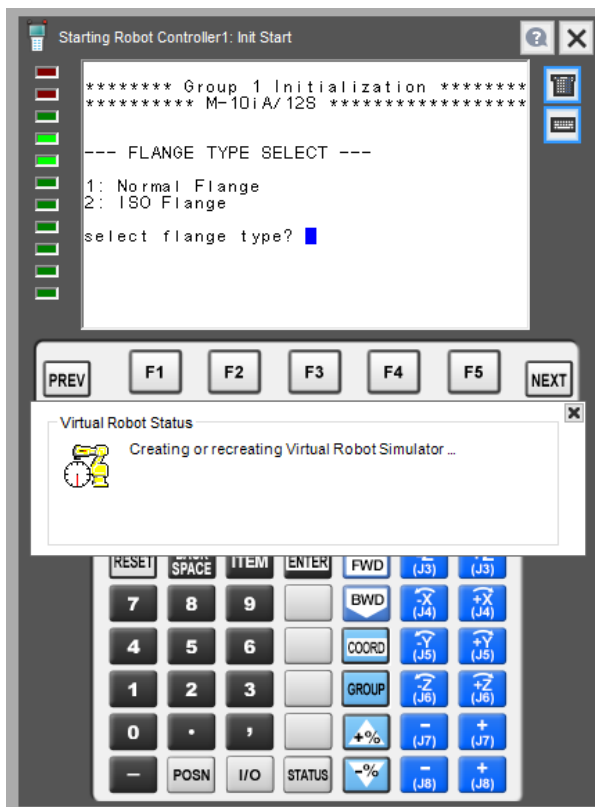 Starting Robot Controller1: Init Start
******** Group 1 Initialization ********
********** M-10iA/12S ******************
--- FLANGE TYPE SELECT ---
1: Normal Flange
2: ISO Flange
select flange type?
PREV F1 F2 F3 F4 F5 NEXT
Virtual Robot Status
Creating or recreating Virtual Robot Simulator ...
RESET BACK SPACE ITEM ENTER FWD (J3) (J3)
7 8 9 BWD -X (J4) +X (J4)
4 5 6 COORD -Y (J5) +Y (J5)
1 2 3 GROUP -Z (J6) +Z (J6)
0 . , +% - (J7) + (J7)
- POSN I/O STATUS -% - (J8) + (J8)